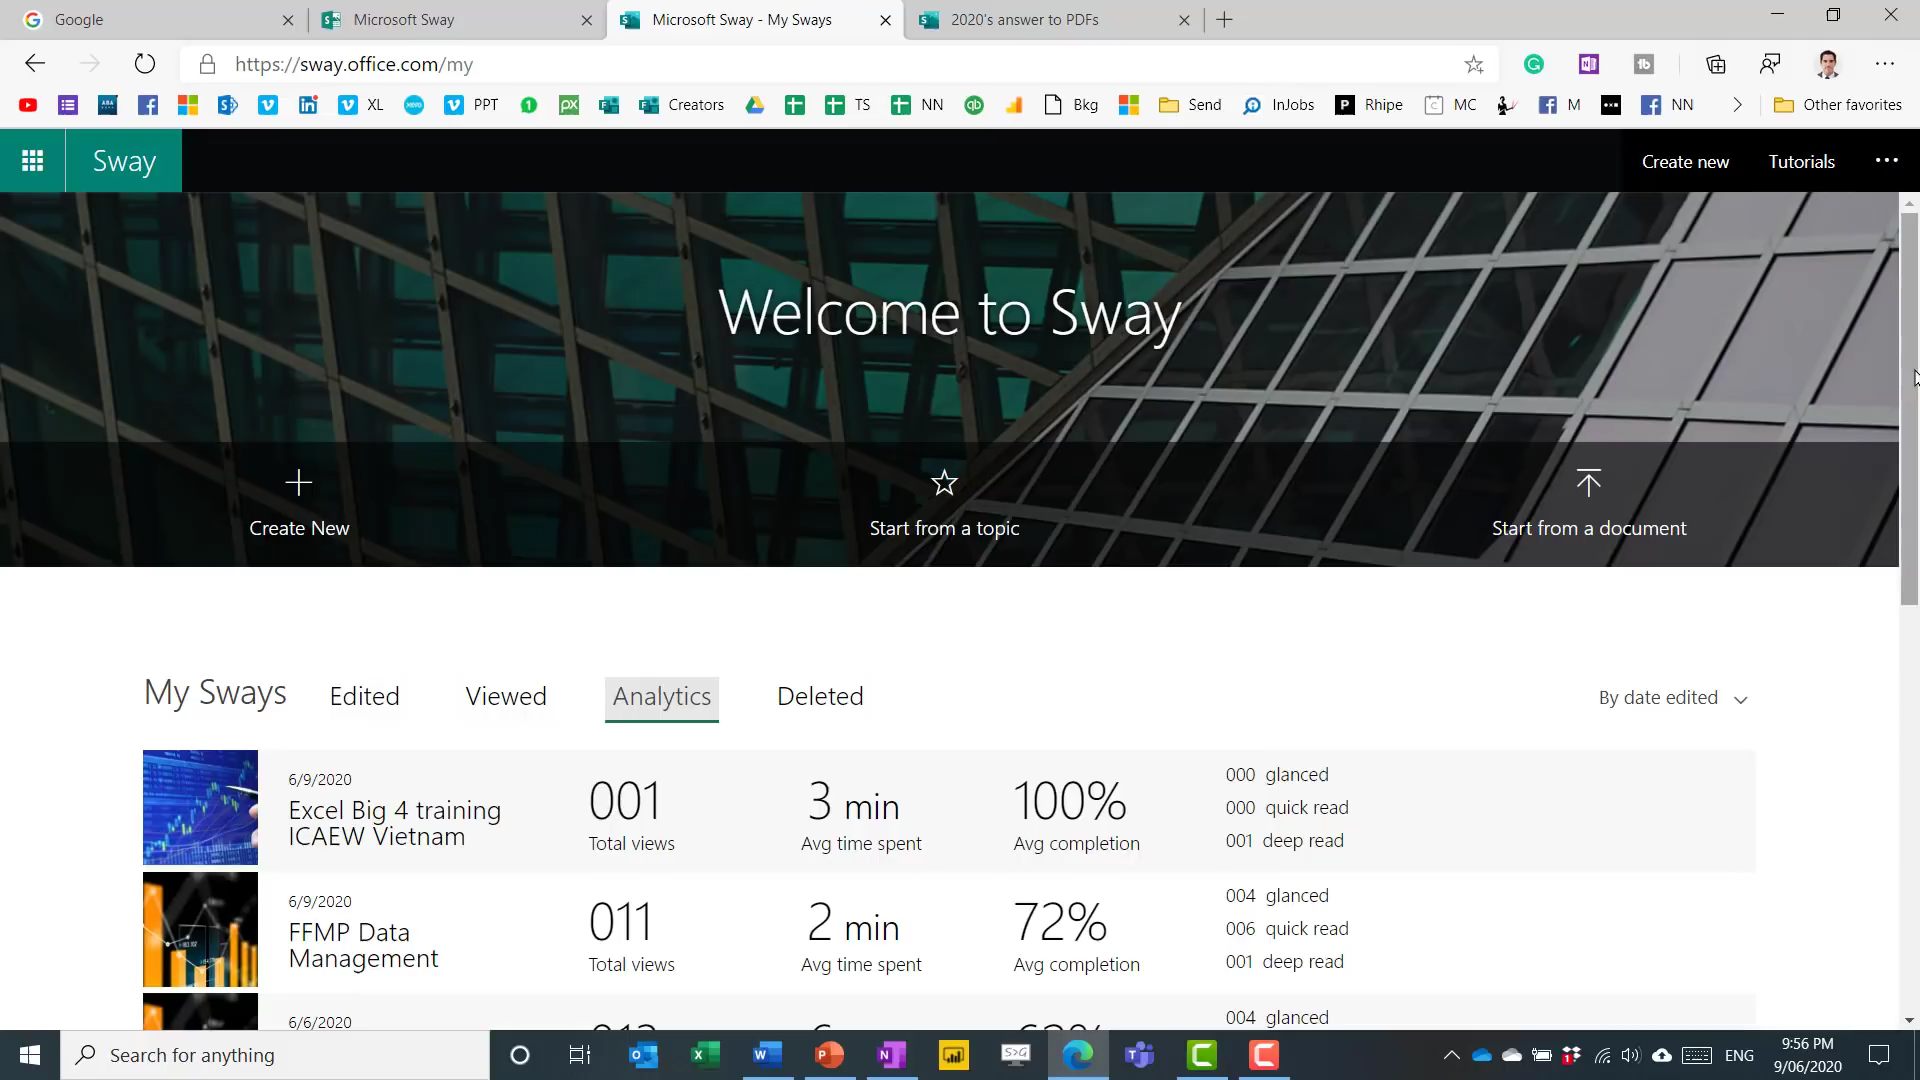 Google
Microsoft Sway
Microsoft Sway - My Sways
2020's answer to PDFs
https://sway.office.com/my
XL
PPT
Creators
TS
NN
Bkg
Send
InJobs
Rhipe
MC
M
NN
Other favorites
Sway
Create new
Tutorials
Welcome to Sway
Create New
Start from a topic
Start from a document
My Sways
Edited
Viewed
Analytics
Deleted
By date edited
6/9/2020
Excel Big 4 training
ICAEW Vietnam
001
Total views
3 min
Avg time spent
100%
Avg completion
000 glanced
000 quick read
001 deep read
6/9/2020
FFMP Data
Management
011
Total views
2 min
Avg time spent
72%
Avg completion
004 glanced
006 quick read
001 deep read
6/6/2020
004 glanced
Search for anything
ENG
9:56 PM
9/06/2020